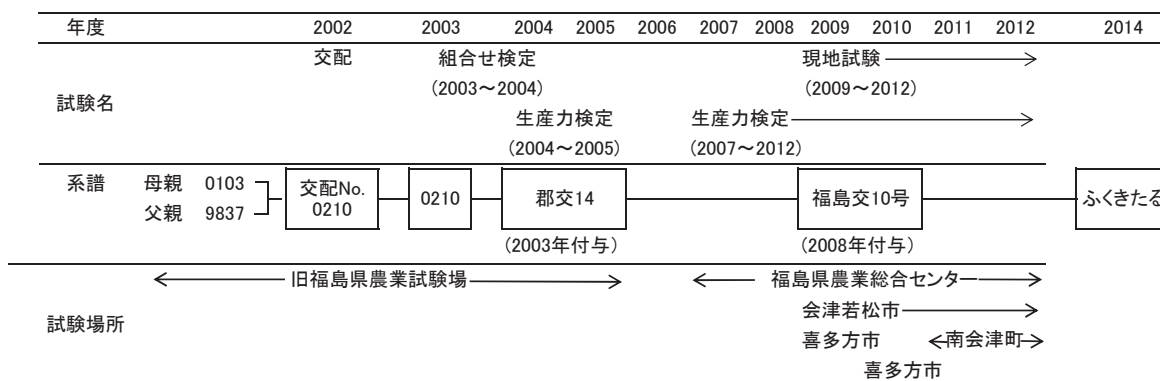 年度 2002 2003 2004 2005 2006 2007 2008 2009 2010 2011 2012 2014
交配 組合せ検定 現地試験
(2003～2004) (2009～2012)
試験名
生産力検定 生産力検定
(2004～2005) (2007～2012)
系譜 母親 0103 交配No. 0210 郡交14 福島交10号 ふくきたる
父親 9837 0210
(2003年付与) (2008年付与)
旧福島県農業試験場 福島県農業総合センター
会津若松市
試験場所
喜多方市 南会津町
喜多方市